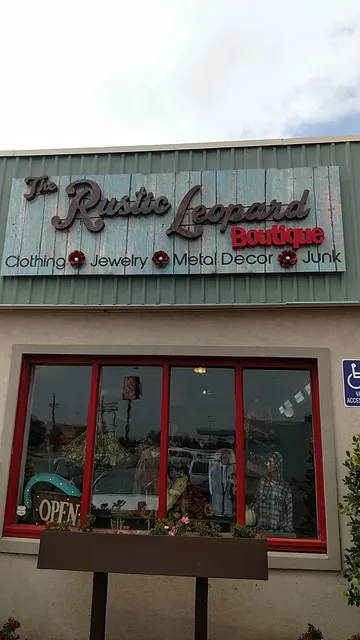 The Rustic Leopard
Boutique
Clothing Jewelry Metal Decor Junk
OPEN